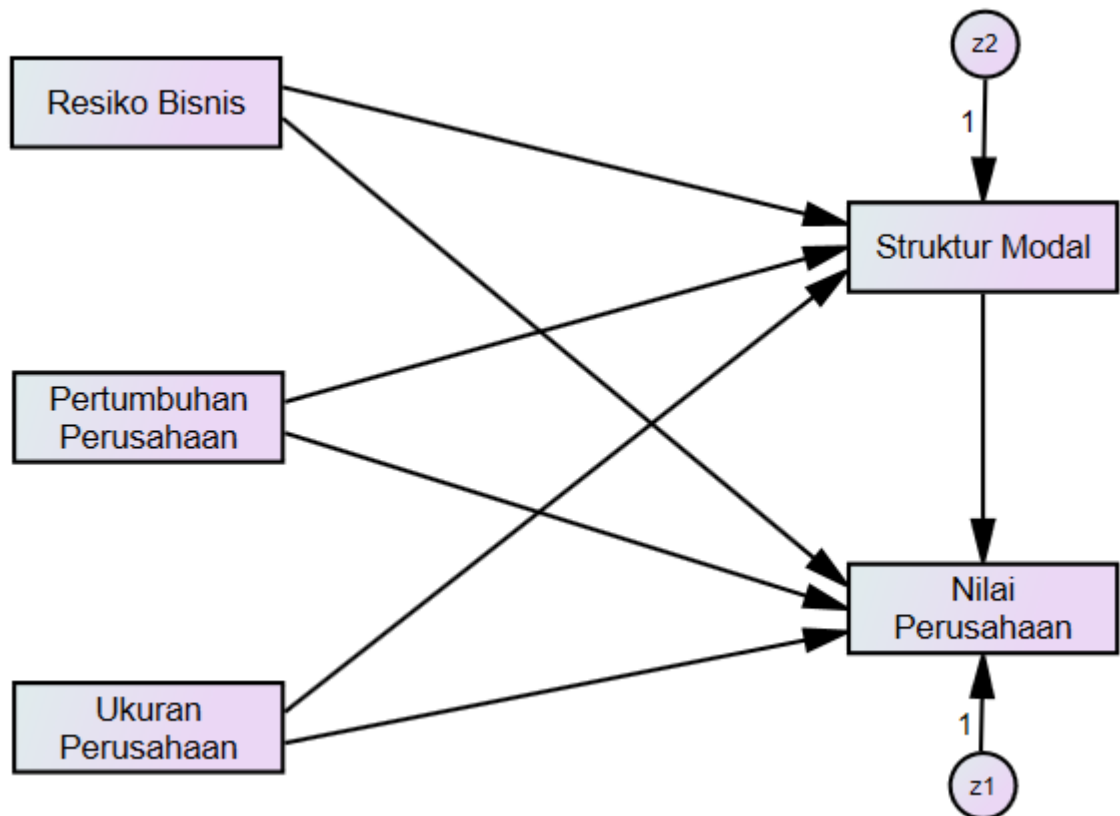 z2
Resiko Bisnis
1
Struktur Modal
Pertumbuhan
Perusahaan
Nilai
Perusahaan
Ukuran
Perusahaan
1
z1